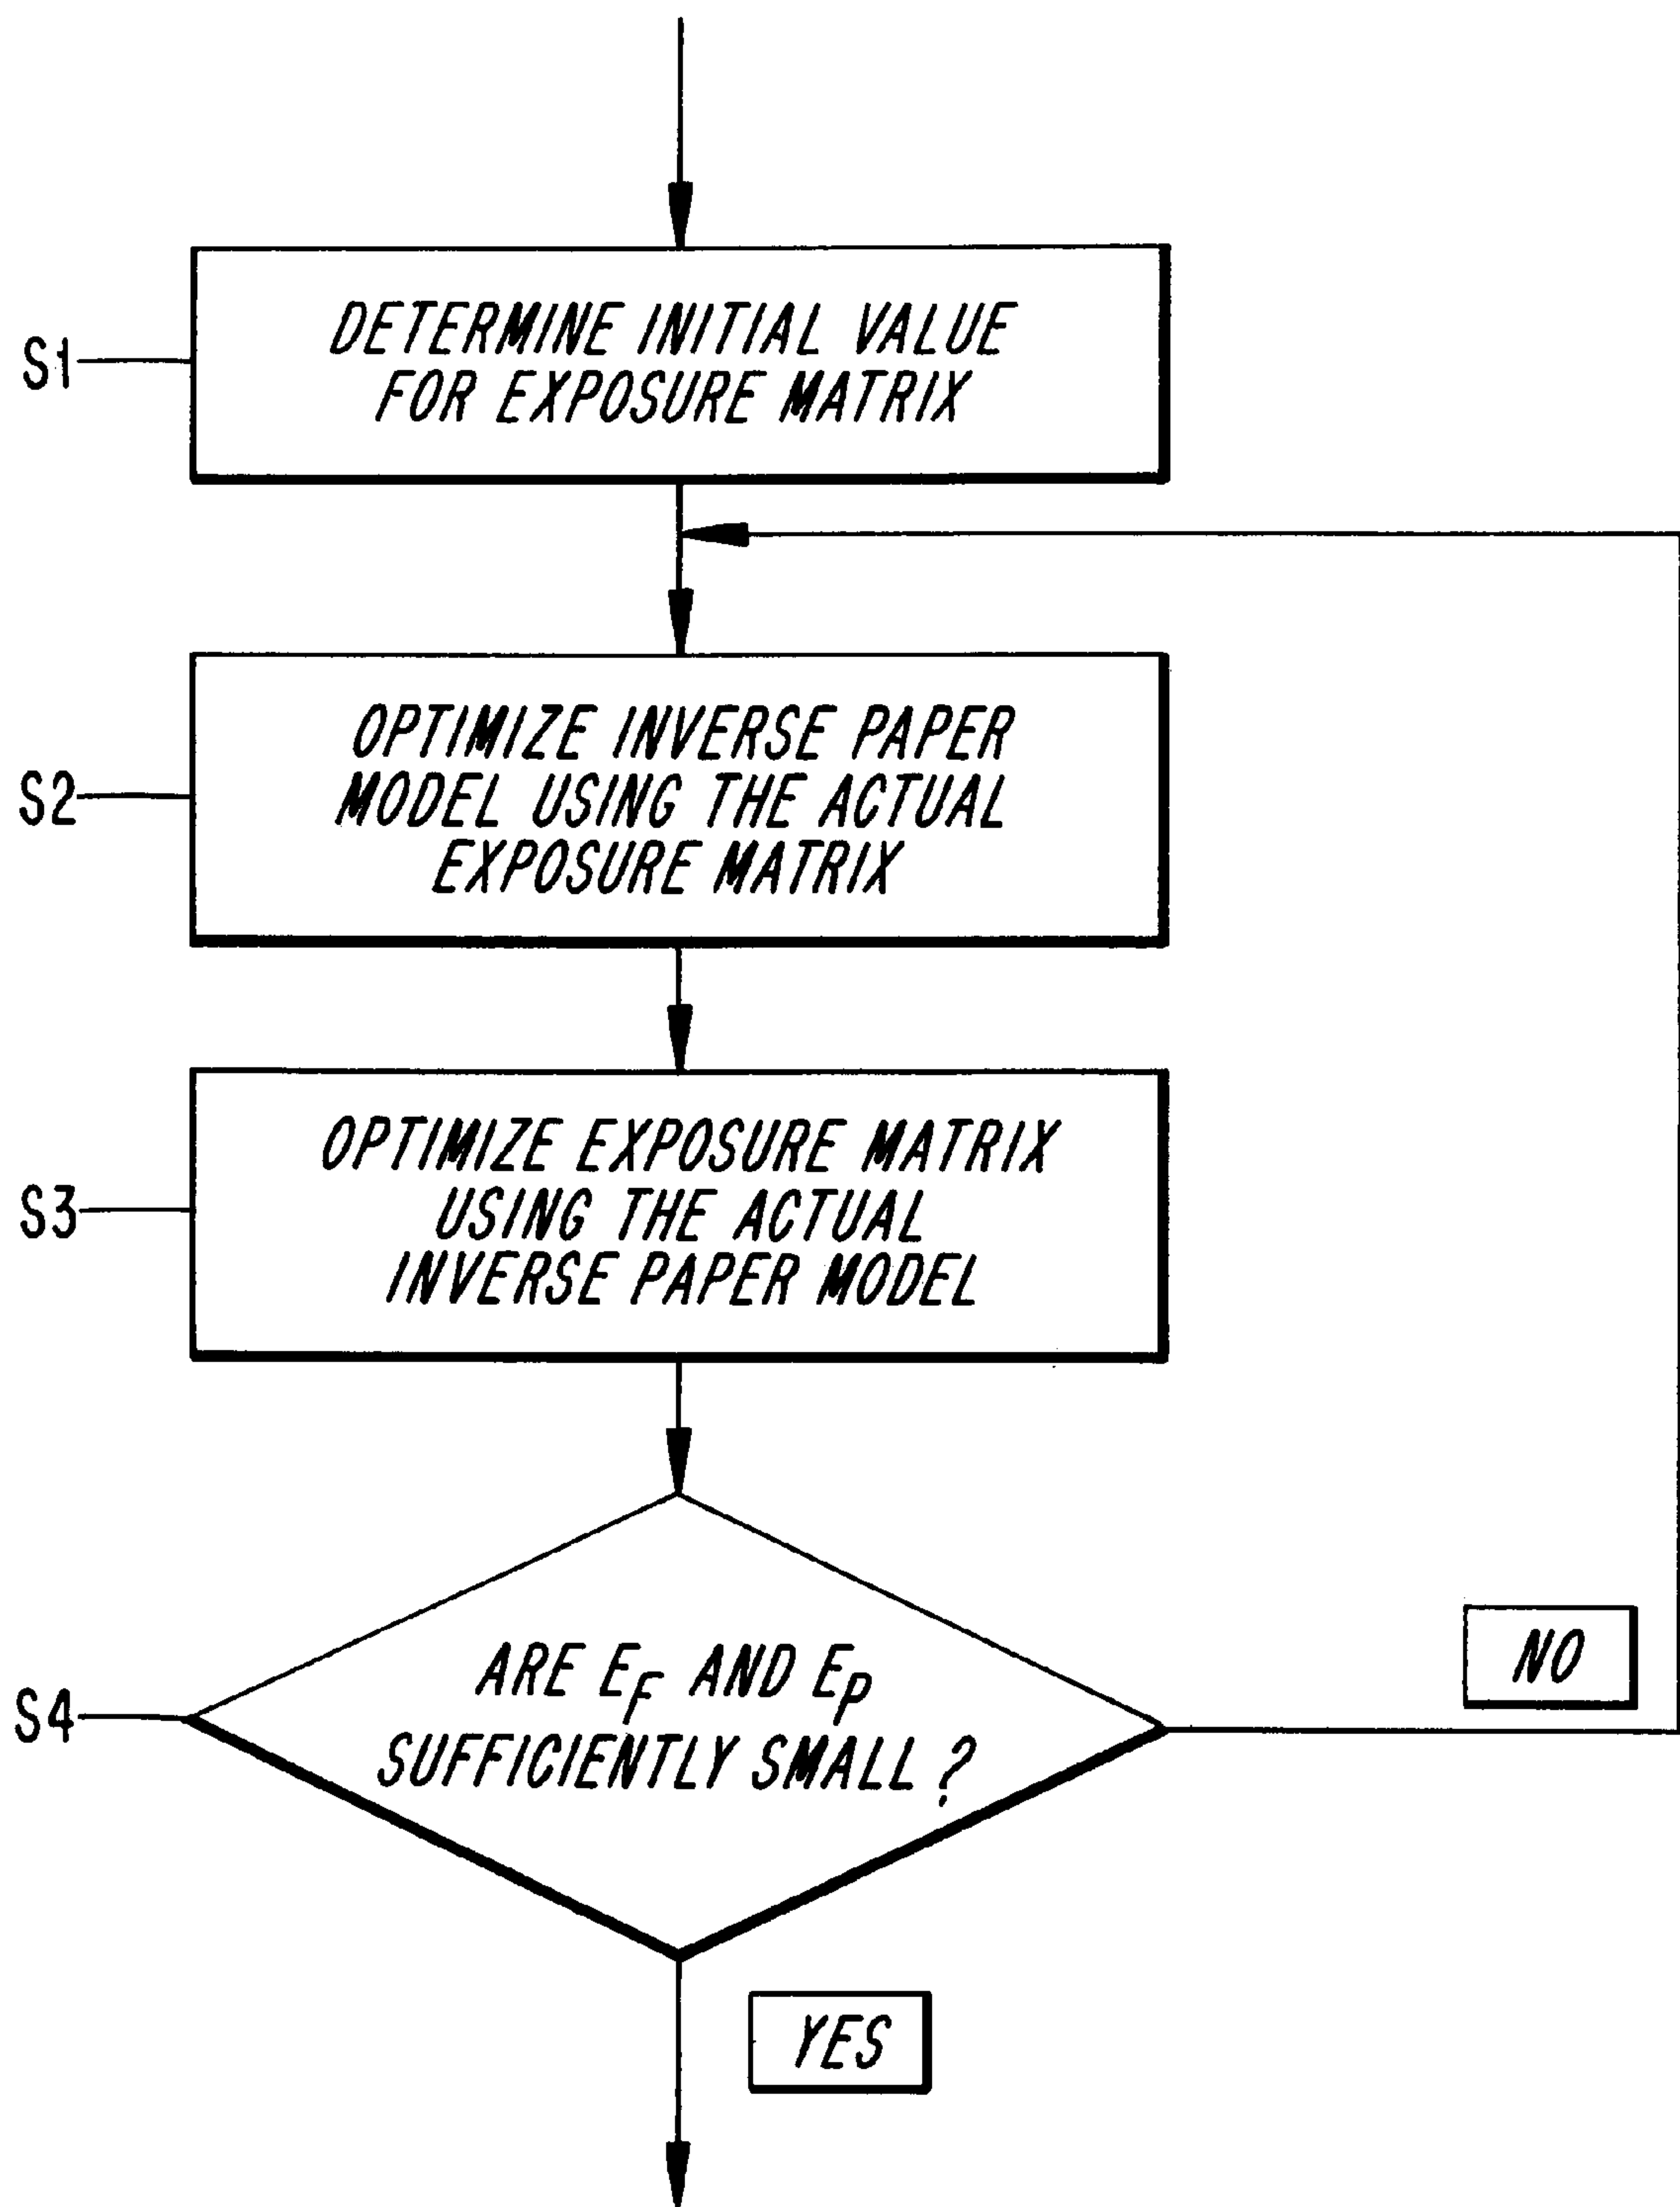 S1
DETERMINE INITIAL VALUE
FOR EXPOSURE MATRIX
S2
OPTIMIZE INVERSE PAPER
MODEL USING THE ACTUAL
EXPOSURE MATRIX
S3
OPTIMIZE EXPOSURE MATRIX
USING THE ACTUAL
INVERSE PAPER MODEL
S4
ARE E_F AND E_P
SUFFICIENTLY SMALL ?
NO
YES